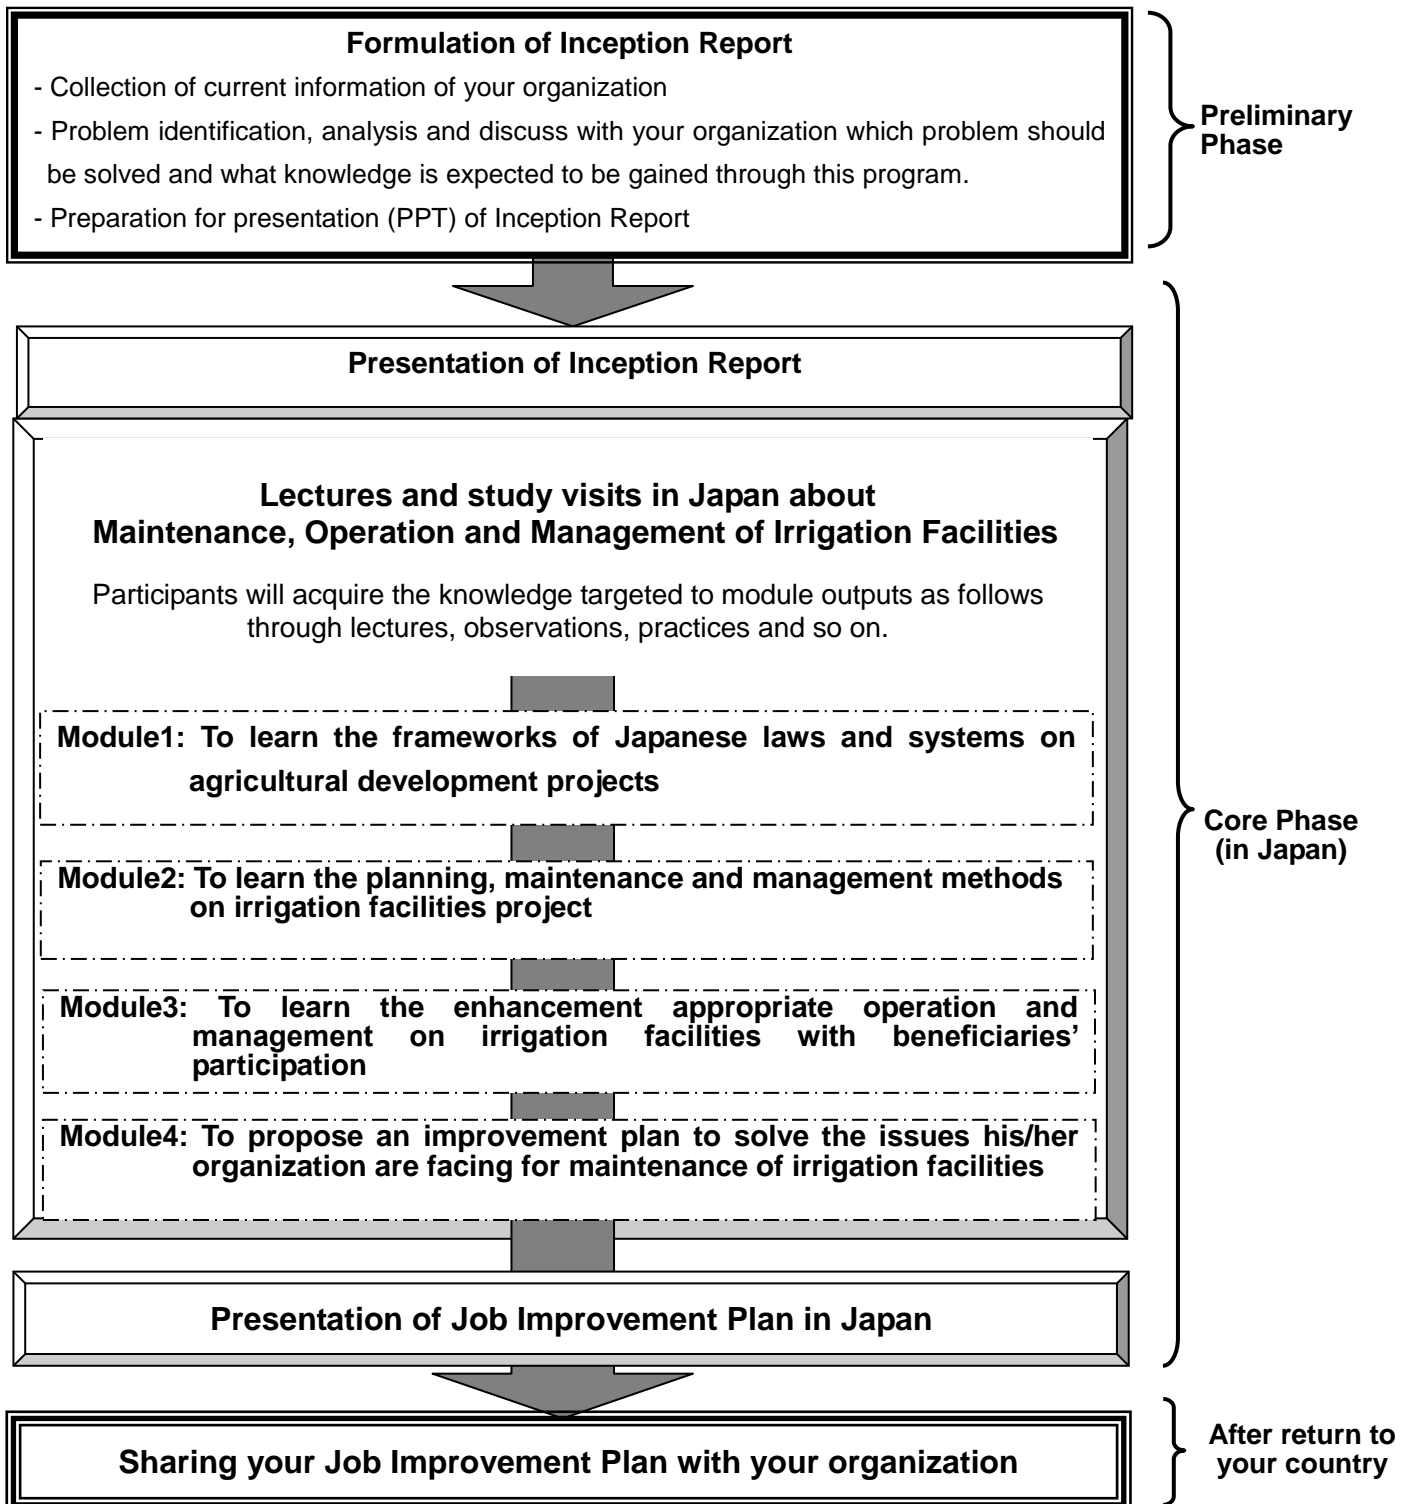 Formulation of Inception Report
- Collection of current information of your organization
- Problem identification, analysis and discuss with your organization which problem should
be solved and what knowledge is expected to be gained through this program.
- Preparation for presentation (PPT) of Inception Report
Preliminary
Phase
Presentation of Inception Report
Lectures and study visits in Japan about
Maintenance, Operation and Management of Irrigation Facilities
Participants will acquire the knowledge targeted to module outputs as follows
through lectures, observations, practices and so on.
Module1: To learn the frameworks of Japanese laws and systems on
agricultural development projects
Module2: To learn the planning, maintenance and management methods
on irrigation facilities project
Module3: To learn the enhancement appropriate operation and
management on irrigation facilities with beneficiaries’
participation
Module4: To propose an improvement plan to solve the issues his/her
organization are facing for maintenance of irrigation facilities
Presentation of Job Improvement Plan in Japan
Core Phase
(in Japan)
Sharing your Job Improvement Plan with your organization
After return to
your country